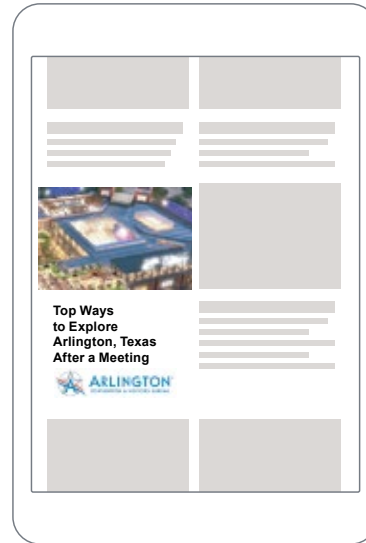 Top Ways
to Explore
Arlington, Texas
After a Meeting
ARLINGTON